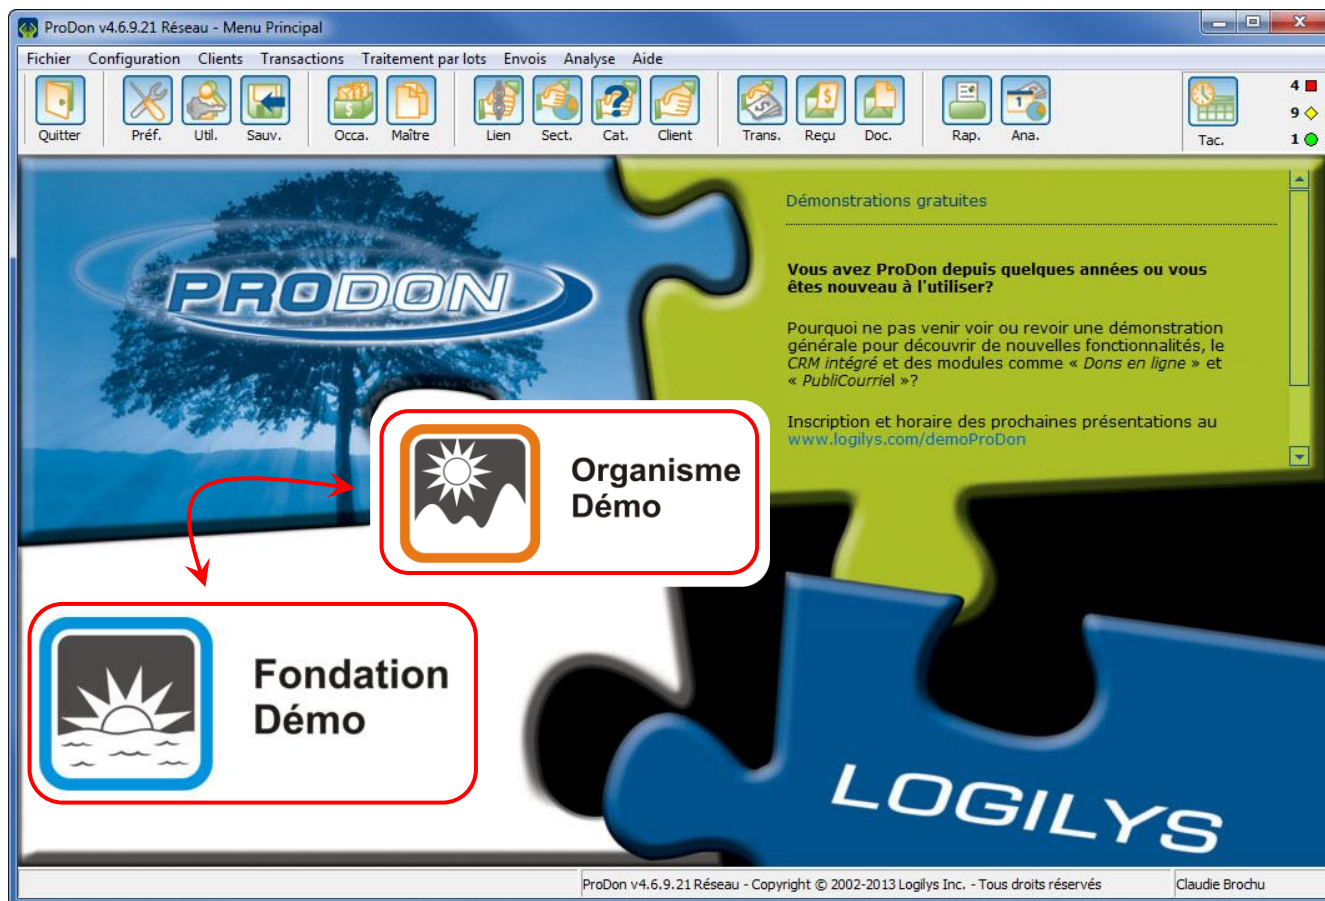 ProDon v4.6.9.21 Réseau - Menu Principal
Fichier Configuration Clients Transactions Traitement par lots Envois Analyse Aide
Quitter Préf. Util. Sauv. Occa. Maître Lien Sect. Cat. Client Trans. Reçu Doc. Rap. Ana. Tac.
4
9
1
PRODON
Démonstrations gratuites
Vous avez ProDon depuis quelques années ou vous
êtes nouveau à l'utiliser?
Pourquoi ne pas venir voir ou revoir une démonstration
générale pour découvrir de nouvelles fonctionnalités, le
CRM intégré et des modules comme « Dons en ligne » et
« PubliCourriel »?
Inscription et horaire des prochaines présentations au
www.logilys.com/demoProDon
Organisme
Démo
Fondation
Démo
LOGILYS
ProDon v4.6.9.21 Réseau - Copyright © 2002-2013 Logilys Inc. - Tous droits réservés
Claudie Brochu